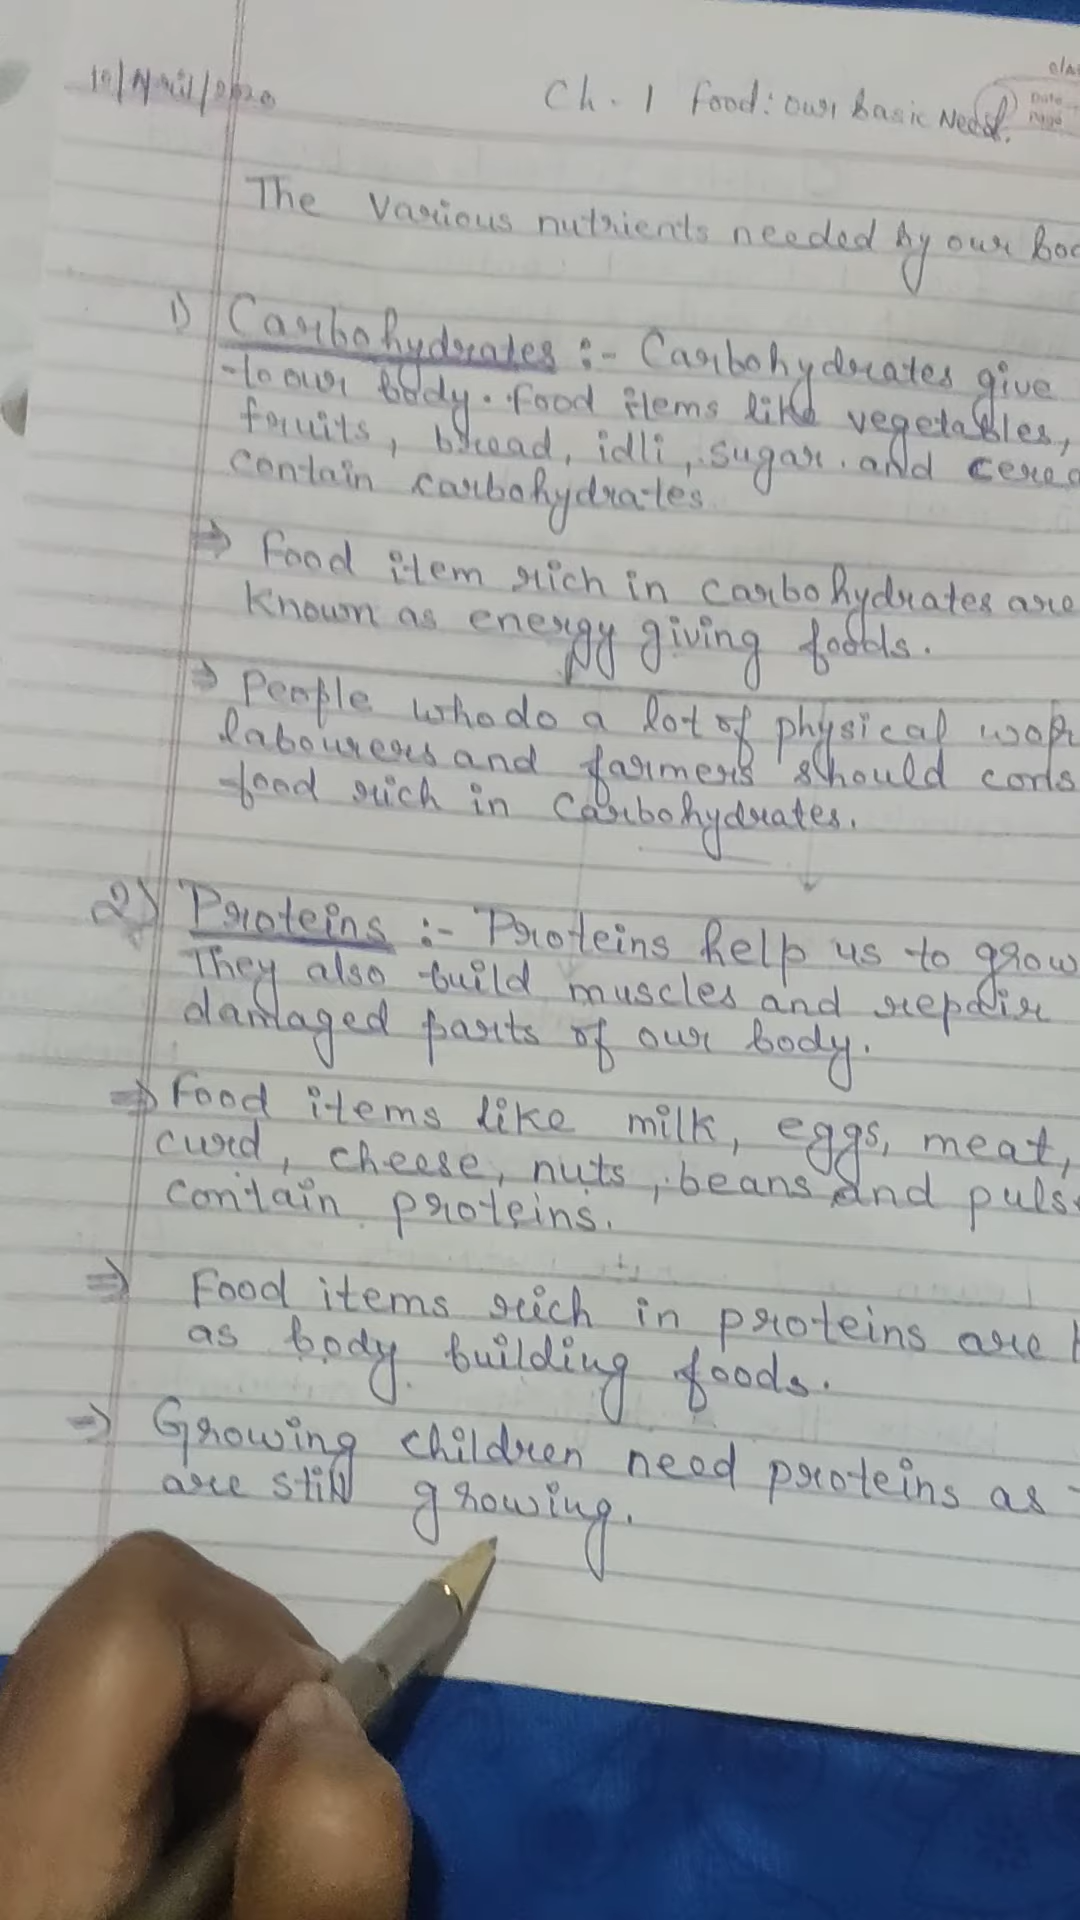 10/April/2020
Ch. 1 Food: our basic Need.
Date
The various nutrients needed by our
1) Carbohydrates :- Carbohydrates give
to our body. Food items like vegetables,
fruits, bread, idli, sugar and
contain carbohydrates.
⇒ Food item rich in carbohydrates are
known as energy giving foods.
⇒ People who do a lot of physical
labourers and farmers should
food rich in carbohydrates.
2) Proteins :- Proteins help us to grow
They also build muscles and repair
damaged parts of our body.
⇒ Food items like milk, eggs, meat,
curd, cheese, nuts, beans and
contain proteins.
⇒ Food items rich in proteins are
as body building foods.
⇒ Growing children need proteins as
are still growing.